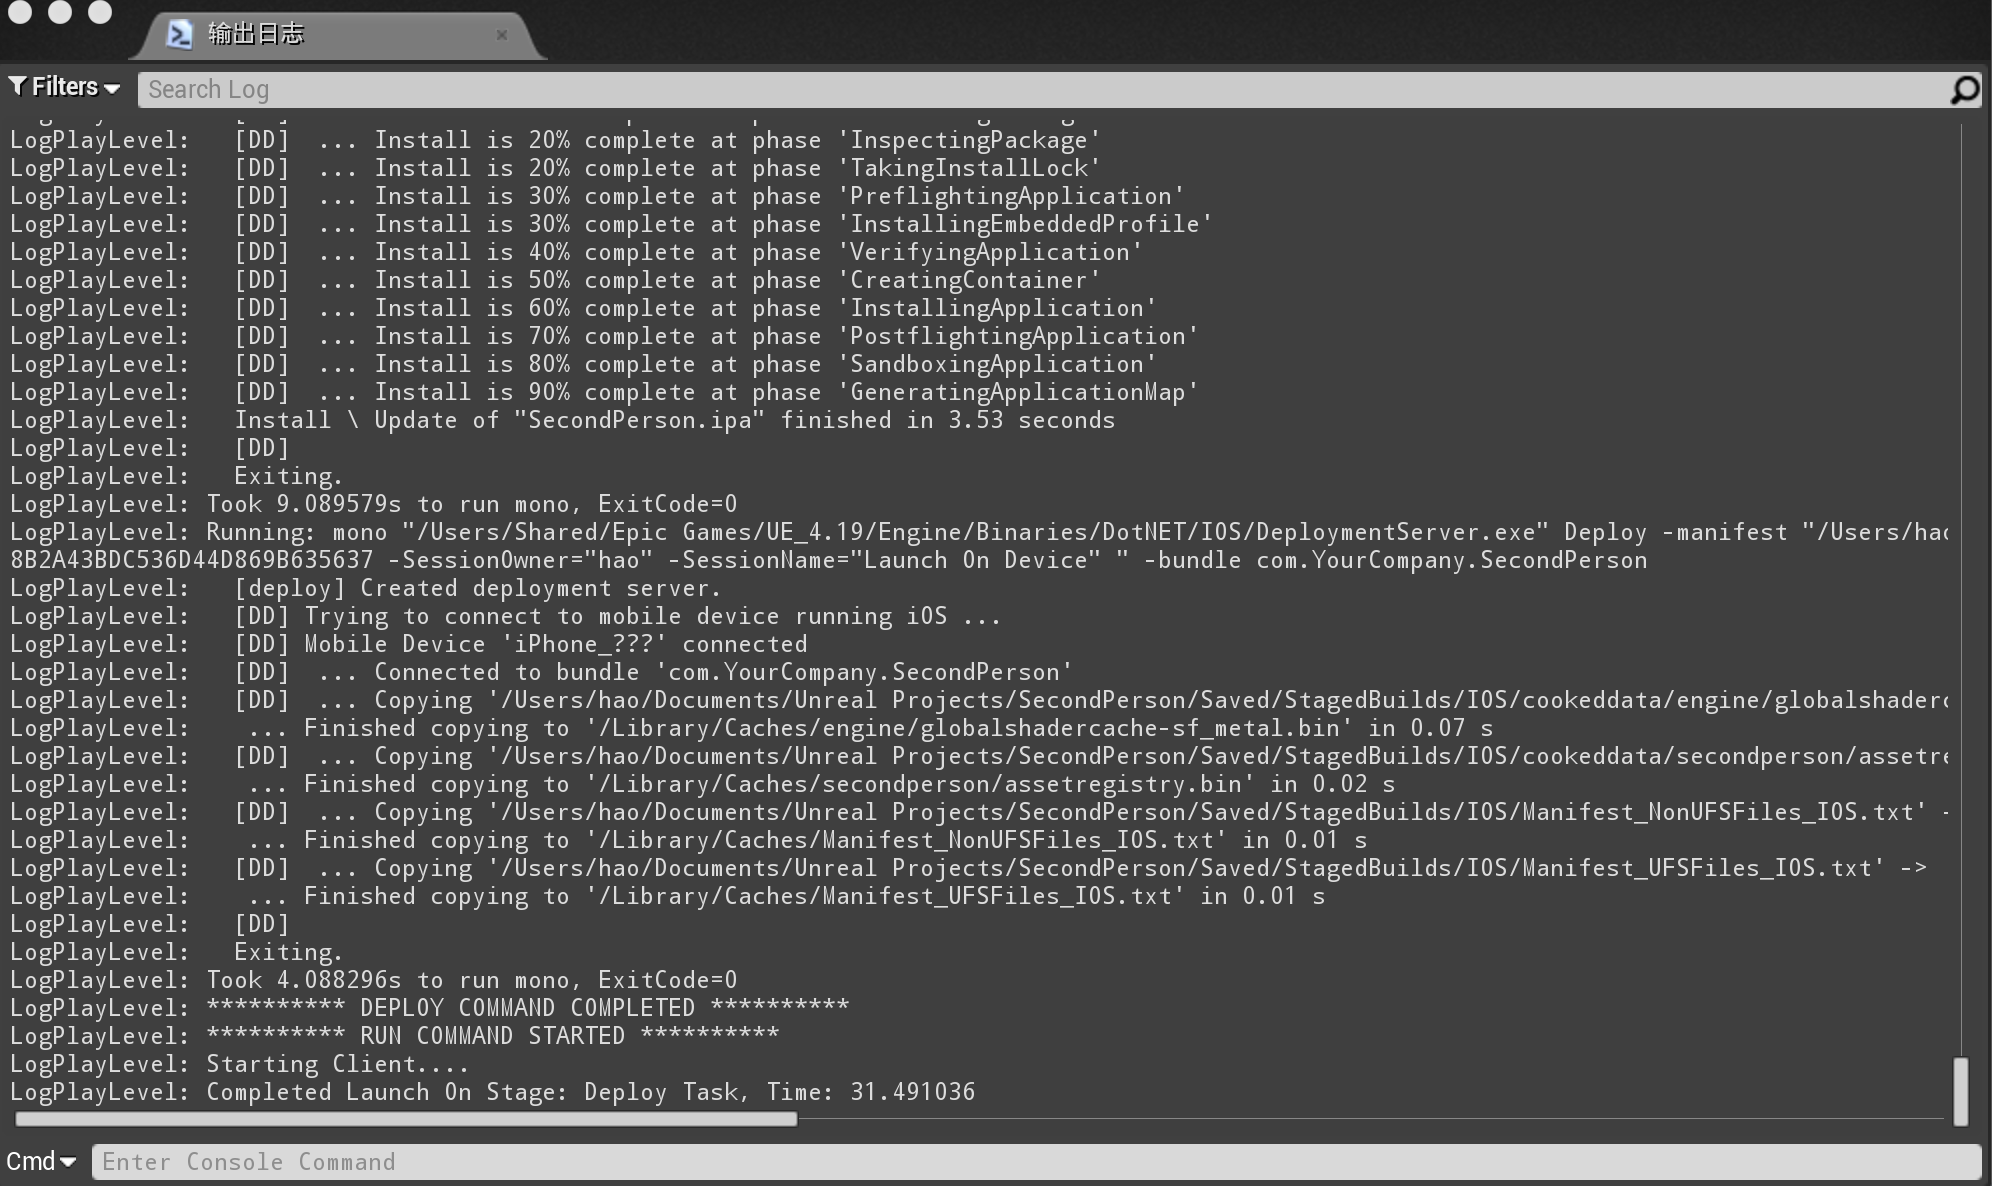 输出日志
Filters
Search Log
LogPlayLevel:   [DD]  ... Install is 20% complete at phase 'InspectingPackage'
LogPlayLevel:   [DD]  ... Install is 20% complete at phase 'TakingInstallLock'
LogPlayLevel:   [DD]  ... Install is 30% complete at phase 'PreflightingApplication'
LogPlayLevel:   [DD]  ... Install is 30% complete at phase 'InstallingEmbeddedProfile'
LogPlayLevel:   [DD]  ... Install is 40% complete at phase 'VerifyingApplication'
LogPlayLevel:   [DD]  ... Install is 50% complete at phase 'CreatingContainer'
LogPlayLevel:   [DD]  ... Install is 60% complete at phase 'InstallingApplication'
LogPlayLevel:   [DD]  ... Install is 70% complete at phase 'PostflightingApplication'
LogPlayLevel:   [DD]  ... Install is 80% complete at phase 'SandboxingApplication'
LogPlayLevel:   [DD]  ... Install is 90% complete at phase 'GeneratingApplicationMap'
LogPlayLevel:   Install \ Update of "SecondPerson.ipa" finished in 3.53 seconds
LogPlayLevel:   [DD]
LogPlayLevel:   Exiting.
LogPlayLevel: Took 9.089579s to run mono, ExitCode=0
LogPlayLevel: Running: mono "/Users/Shared/Epic Games/UE_4.19/Engine/Binaries/DotNET/IOS/DeploymentServer.exe" Deploy -manifest "/Users/hao
8B2A43BDC536D44D869B635637 -SessionOwner="hao" -SessionName="Launch On Device" " -bundle com.YourCompany.SecondPerson
LogPlayLevel:   [deploy] Created deployment server.
LogPlayLevel:   [DD] Trying to connect to mobile device running iOS ...
LogPlayLevel:   [DD] Mobile Device 'iPhone_???' connected
LogPlayLevel:   [DD]  ... Connected to bundle 'com.YourCompany.SecondPerson'
LogPlayLevel:   [DD]  ... Copying '/Users/hao/Documents/Unreal Projects/SecondPerson/Saved/StagedBuilds/IOS/cookeddata/engine/globalshaderc
LogPlayLevel:    ... Finished copying to '/Library/Caches/engine/globalshadercache-sf_metal.bin' in 0.07 s
LogPlayLevel:   [DD]  ... Copying '/Users/hao/Documents/Unreal Projects/SecondPerson/Saved/StagedBuilds/IOS/cookeddata/secondperson/assetre
LogPlayLevel:    ... Finished copying to '/Library/Caches/secondperson/assetregistry.bin' in 0.02 s
LogPlayLevel:   [DD]  ... Copying '/Users/hao/Documents/Unreal Projects/SecondPerson/Saved/StagedBuilds/IOS/Manifest_NonUFSFiles_IOS.txt' -
LogPlayLevel:    ... Finished copying to '/Library/Caches/Manifest_NonUFSFiles_IOS.txt' in 0.01 s
LogPlayLevel:   [DD]  ... Copying '/Users/hao/Documents/Unreal Projects/SecondPerson/Saved/StagedBuilds/IOS/Manifest_UFSFiles_IOS.txt' ->
LogPlayLevel:    ... Finished copying to '/Library/Caches/Manifest_UFSFiles_IOS.txt' in 0.01 s
LogPlayLevel:   [DD]
LogPlayLevel:   Exiting.
LogPlayLevel: Took 4.088296s to run mono, ExitCode=0
LogPlayLevel: ********** DEPLOY COMMAND COMPLETED **********
LogPlayLevel: ********** RUN COMMAND STARTED **********
LogPlayLevel: Starting Client....
LogPlayLevel: Completed Launch On Stage: Deploy Task, Time: 31.491036
Cmd
Enter Console Command